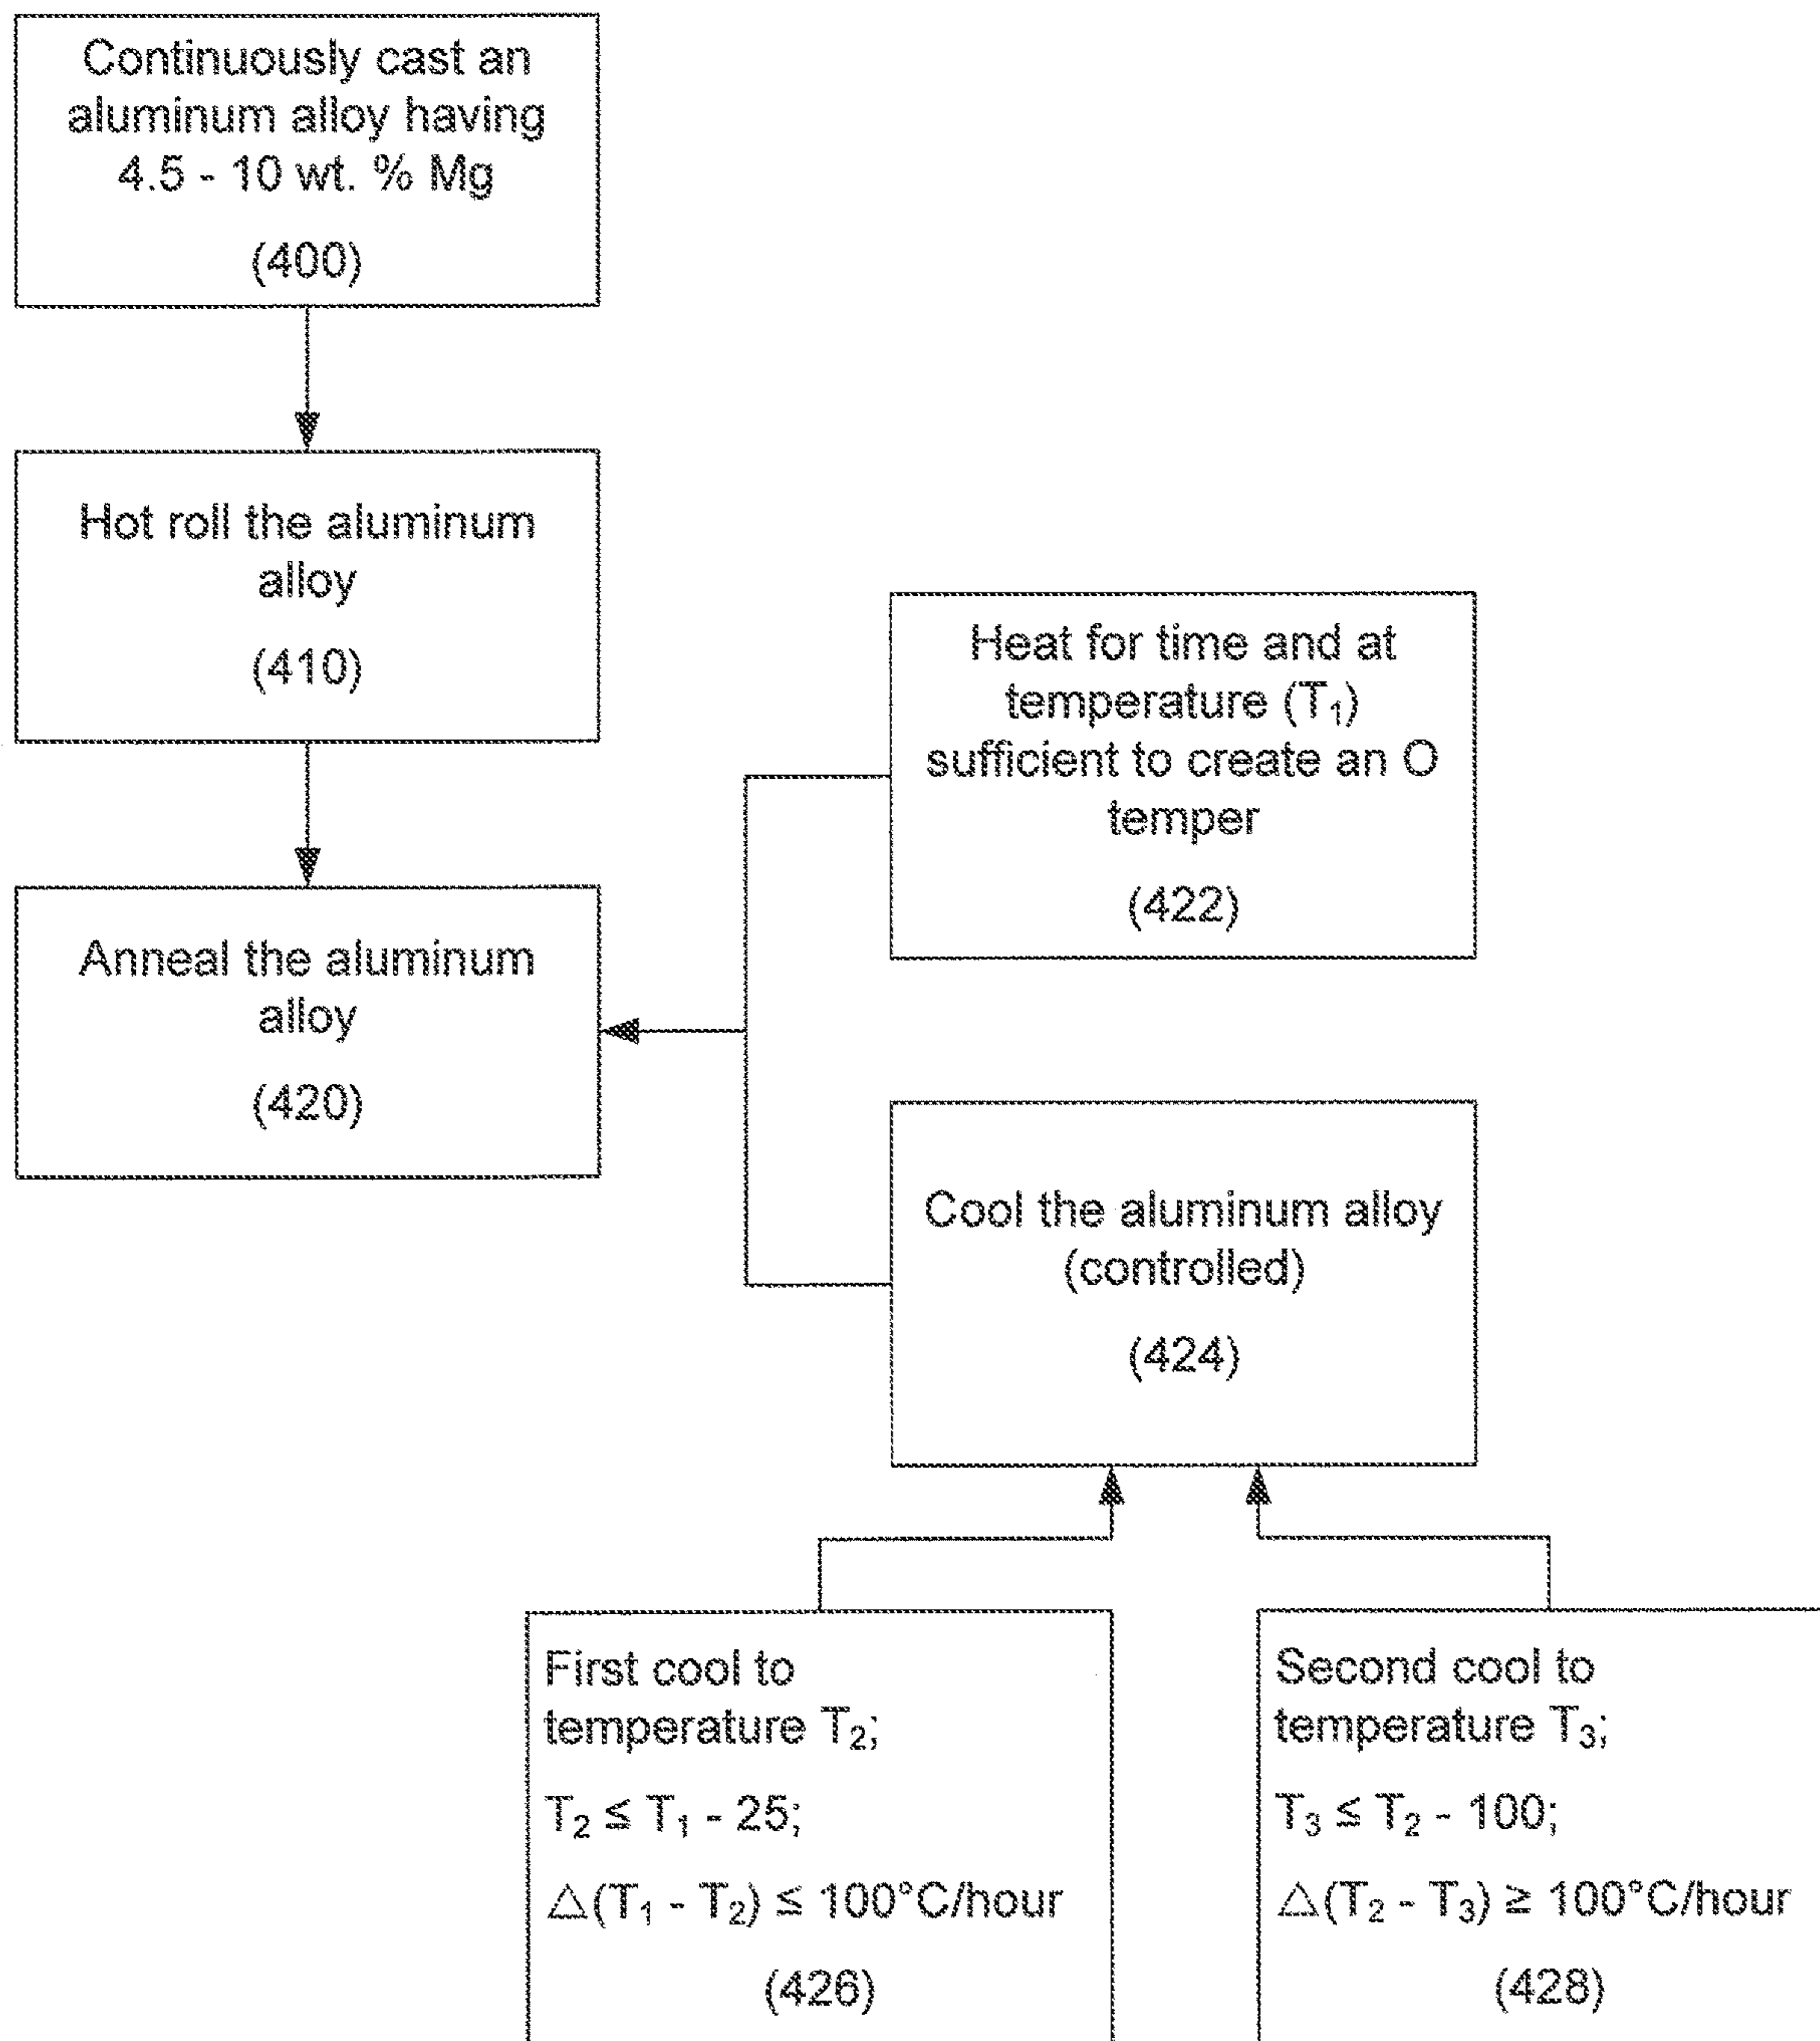 Continuously cast an
aluminum alloy having
4.5 - 10 wt. % Mg
(400)
Hot roll the aluminum
alloy
(410)
Heat for time and at
temperature (T₁)
sufficient to create an O
temper
(422)
Anneal the aluminum
alloy
(420)
Cool the aluminum alloy
(controlled)
(424)
First cool to
temperature T₂;
T₂ ≤ T₁ - 25;
△(T₁ - T₂) ≤ 100°C/hour
(426)
Second cool to
temperature T₃;
T₃ ≤ T₂ - 100;
△(T₂ - T₃) ≥ 100°C/hour
(428)